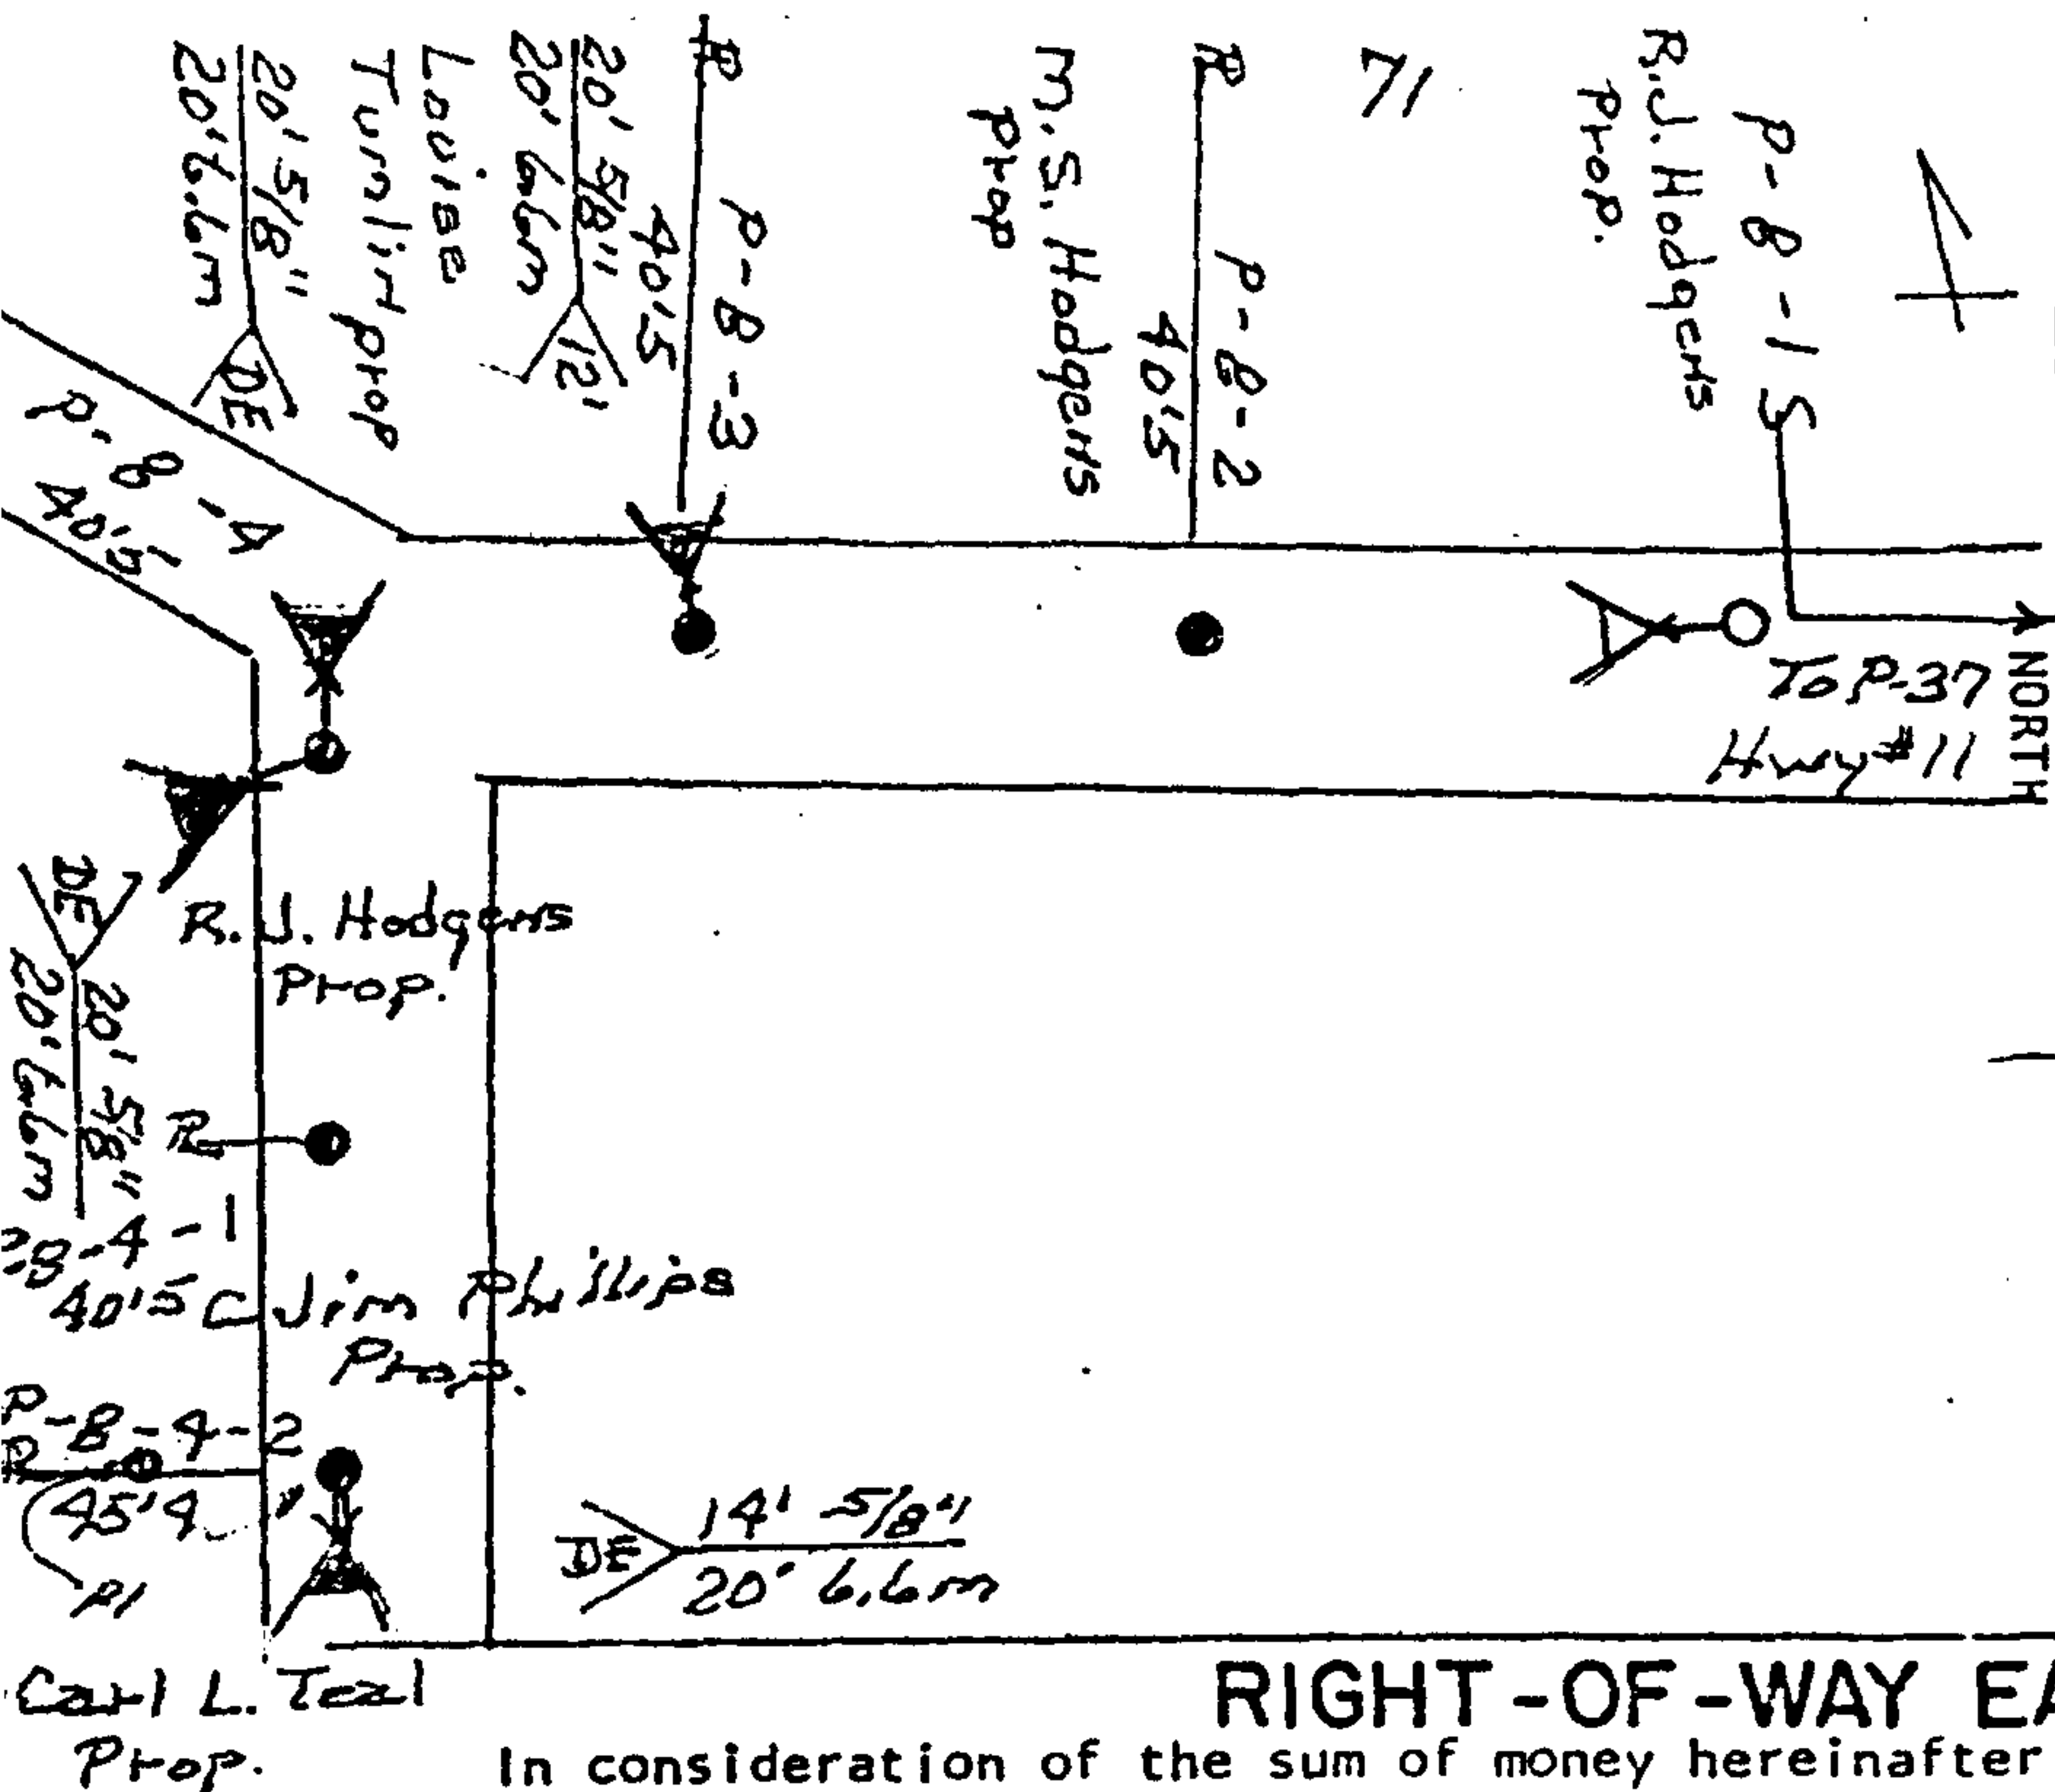 20' 5/8"
20' 6.6m
DE
Louise
Tumlin prop
20' 5/8"
20' 6.6m
12'
R
P-8-3
40'5
M.S. Hodgens
Prop
R
P-8-2
40'5
71
R.J. Hodgens
Prop.
P-8-1 S
P-8-A
40'5
To P-37
Hwy #11
NORTH
DE
20' 5/8"
20' 6.6m
R.J. Hodgens
Prop.
R
P-8-4-1
40'5 C
Jim Phillips
Prop.
P-8-4-2
R
45'4
DE
14' 5/8"
20' 6.6m
Carl L. Teal
Prop.
RIGHT-OF-WAY EA
In consideration of the sum of money hereinafter